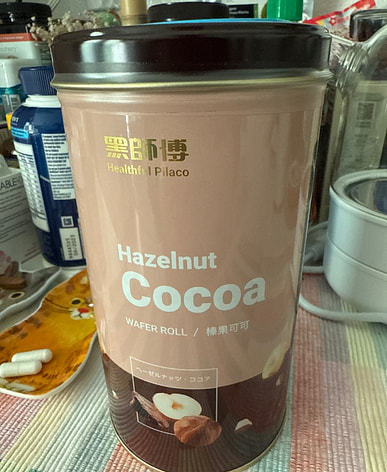 黑師傅
Healthful Pilaco
Hazelnut
Cocoa
WAFER ROLL / 榛果可可
ヘーゼルナッツ・ココア